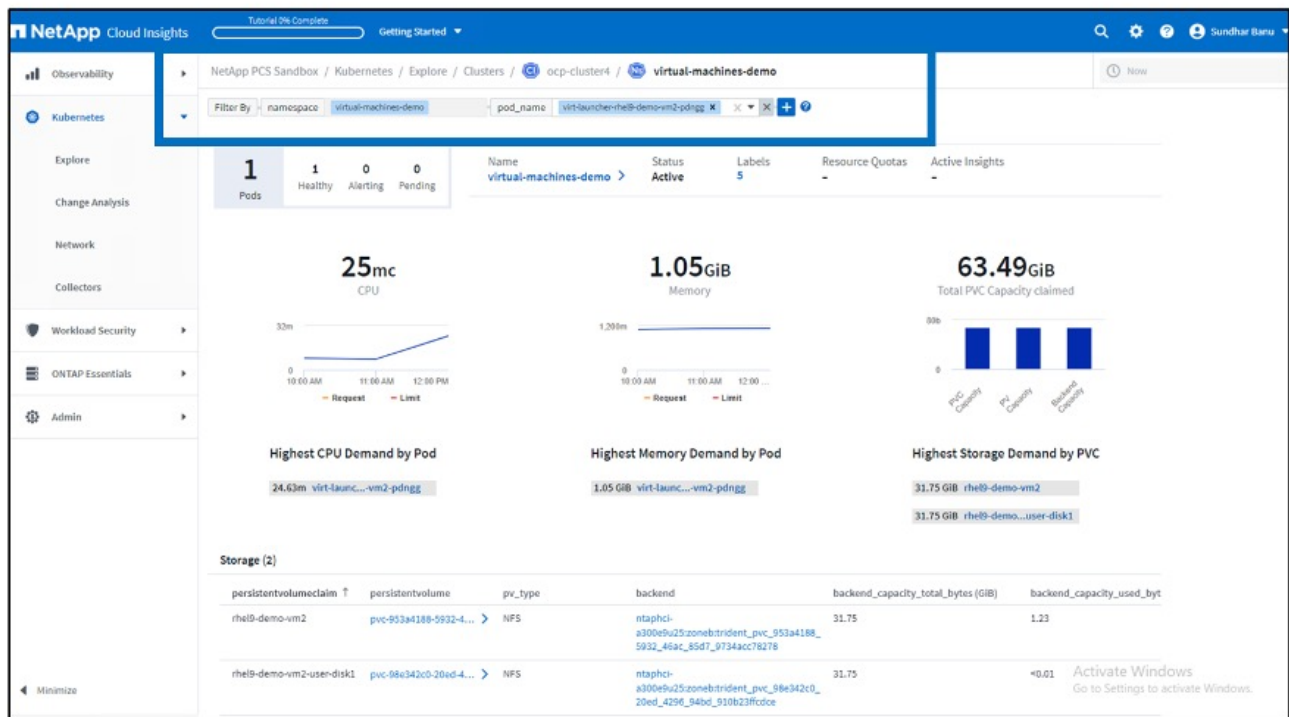 NetApp Cloud Insights
Tutorial 0% Complete
Getting Started
Sundhar Banu
Observability
Kubernetes
Explore
Change Analysis
Network
Collectors
Workload Security
ONTAP Essentials
Admin
Minimize
NetApp PCS Sandbox / Kubernetes / Explore / Clusters / ocp-cluster4 / virtual-machines-demo
Now
Filter By namespace virtual-machines-demo pod_name virt-launcher-rhel9-demo-vm2-pdngg
1 Pods
1 Healthy
0 Alerting
0 Pending
Name Status Labels Resource Quotas Active Insights
virtual-machines-demo Active 5 - -
25mc
CPU
32m
0
10:00 AM 11:00 AM 12:00 PM
Request Limit
1.05GiB
Memory
1,200m
0
10:00 AM 11:00 AM 12:00 ...
Request Limit
63.49GiB
Total PVC Capacity claimed
0
PVC Capacity
PV Capacity
Backend Capacity
Highest CPU Demand by Pod
24.63m virt-launc...-vm2-pdngg
Highest Memory Demand by Pod
1.05 GiB virt-launc...-vm2-pdngg
Highest Storage Demand by PVC
31.75 GiB rhel9-demo-vm2
31.75 GiB rhel9-demo...user-disk1
Storage (2)
persistentvolumeclaim ↑ persistentvolume pv_type backend backend_capacity_total_bytes (GiB) backend_capacity_used_byt
rhel9-demo-vm2 pvc-953a4188-5932-4... NFS ntaphci-a300e9u25:zoneb:trident_pvc_953a4188_5932_46ac_85d7_9734acc78278 31.75 1.23
rhel9-demo-vm2-user-disk1 pvc-98e342c0-20ed-4... NFS ntaphci-a300e9u25:zoneb:trident_pvc_98e342c0_20ed_4296_94bd_910b23ffcdce 31.75 <0.01
Activate Windows
Go to Settings to activate Windows.